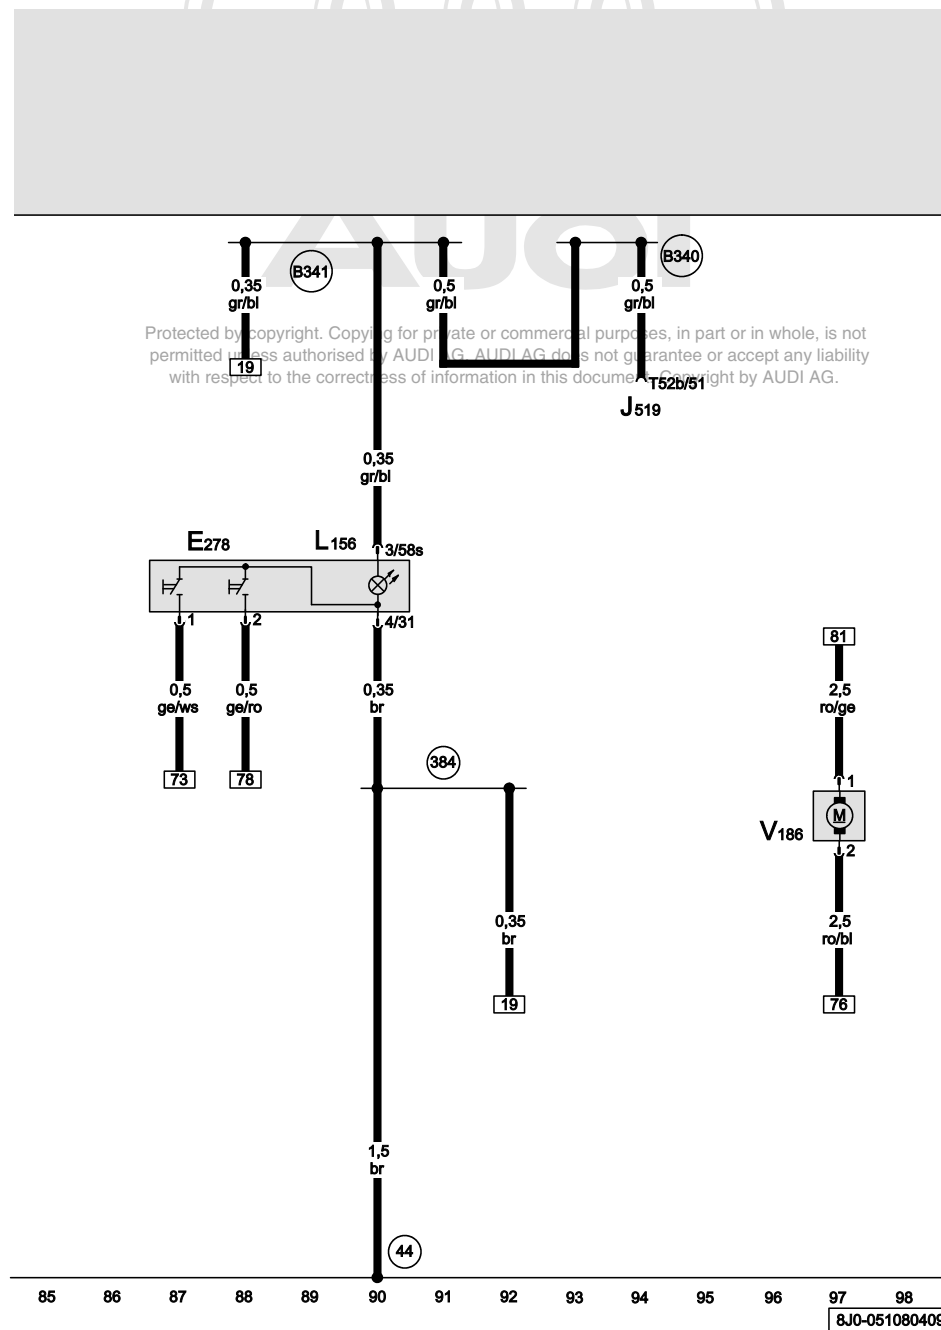 Audi
B341
B340
0,35
gr/bl
0,5
gr/bl
0,5
gr/bl
Protected by copyright. Copying for private or commercial purposes, in part or in whole, is not
permitted unless authorised by AUDI AG. AUDI AG does not guarantee or accept any liability
with respect to the correctness of information in this document. Copyright by AUDI AG.
19
T52b/51
J519
0,35
gr/bl
E278
L156
3/58s
1
2
4/31
0,5
ge/ws
0,5
ge/ro
0,35
br
73
78
384
81
2,5
ro/ge
1
M
V186
2
0,35
br
2,5
ro/bl
19
76
1,5
br
44
85 86 87 88 89 90 91 92 93 94 95 96 97 98
8J0-051080409